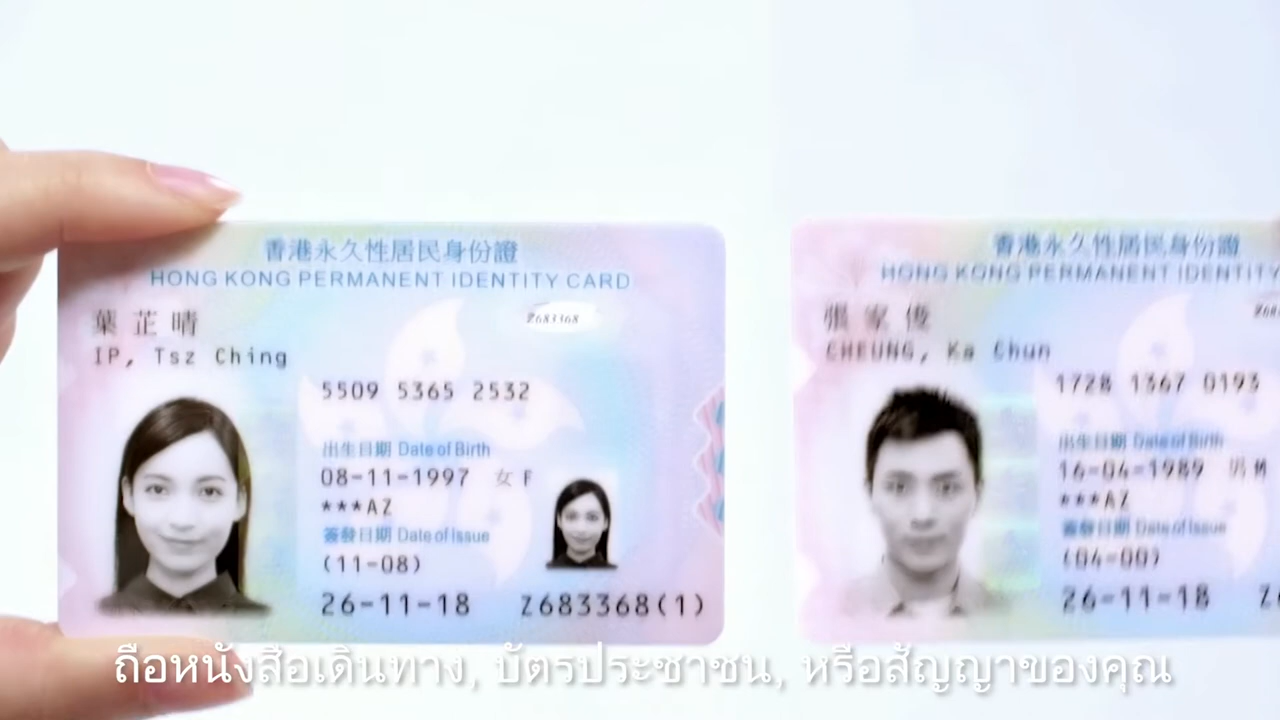 香港永久性居民身份證
HONG KONG PERMANENT IDENTITY CARD
葉芷晴
Z683368
IP, Tsz Ching
5509 5365 2532
出生日期 Date of Birth
08-11-1997 女 F
***AZ
簽發日期 Date of Issue
(11-08)
26-11-18 Z683368(1)
香港永久性居民身份證
HONG KONG PERMANENT IDENTITY
張家俊
CHEUNG, Ka Chun
1728 1367 0193
出生日期 Date of Birth
16-04-1989 男 M
***AZ
簽發日期 Date of Issue
(04-00)
26-11-18
ถือหนังสือเดินทาง, บัตรประชาชน, หรือสัญญาของคุณ